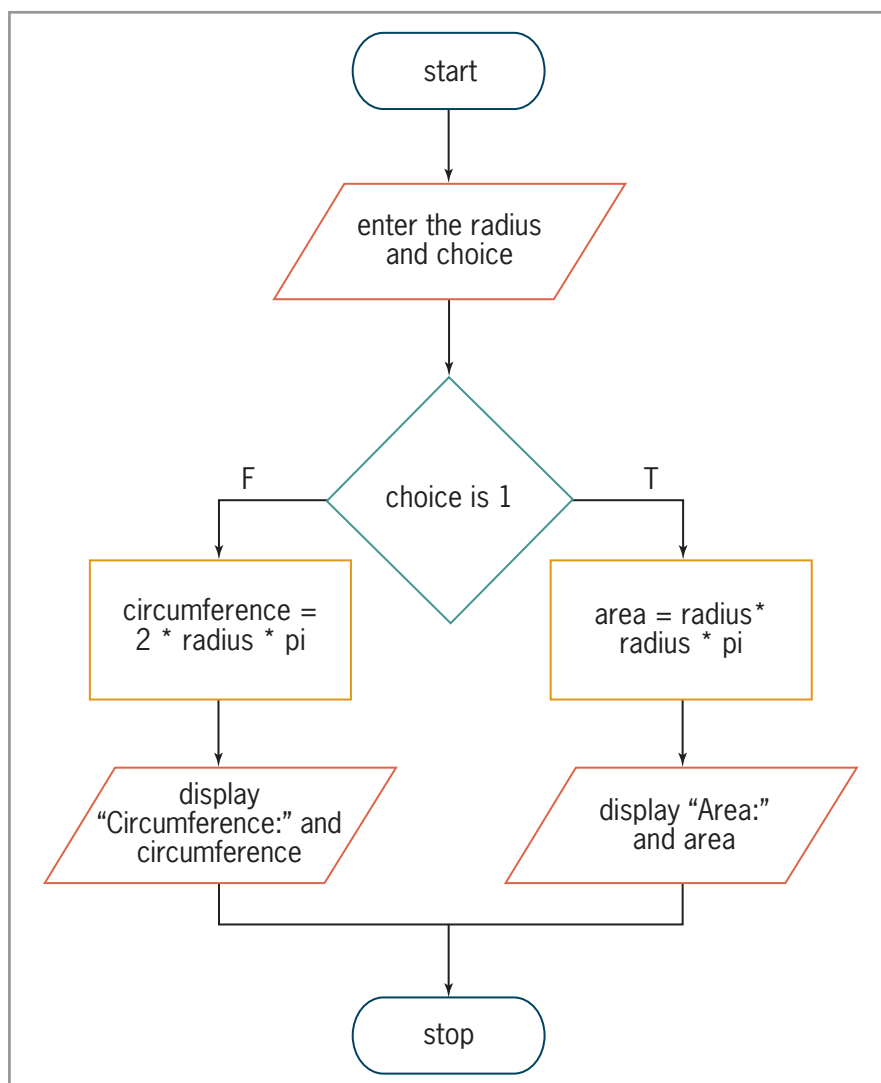 start
enter the radius
and choice
choice is 1
F
T
circumference =
2 * radius * pi
area = radius*
radius * pi
display
“Circumference:” and
circumference
display “Area:”
and area
stop